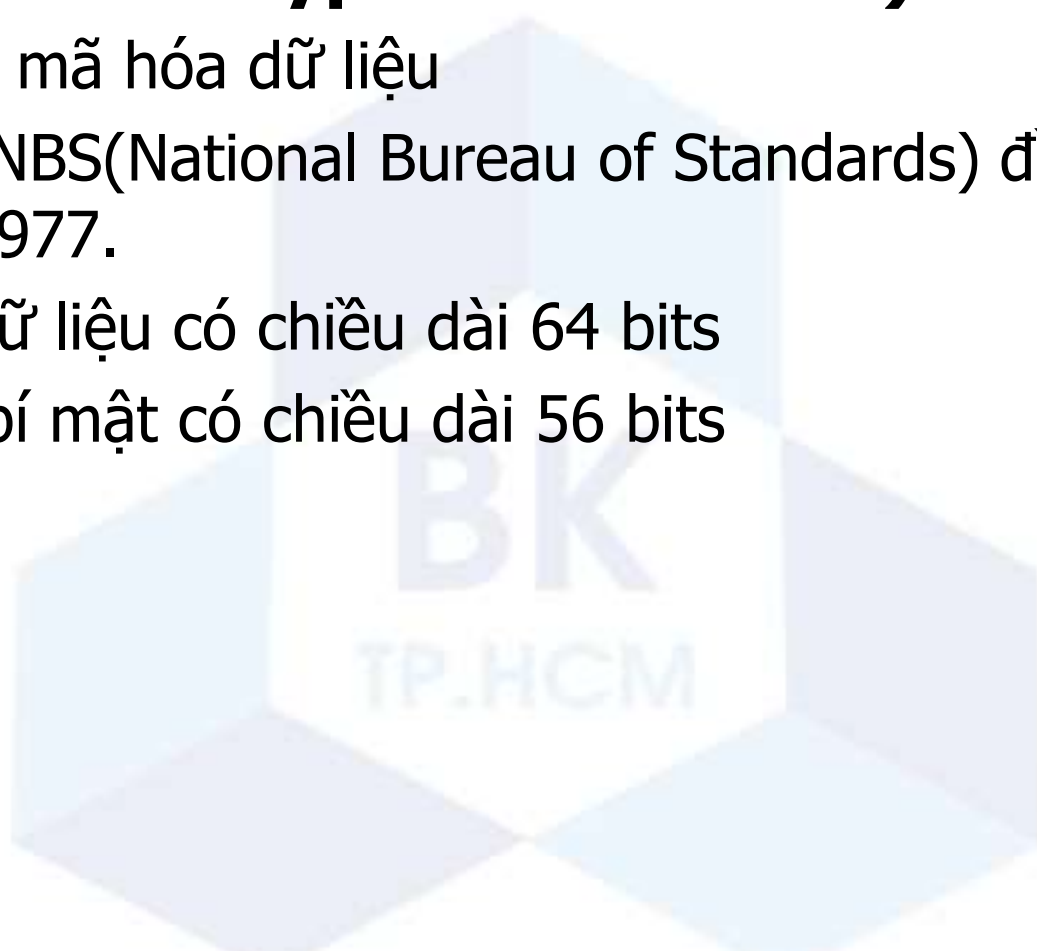 mã hóa dữ liệu
NBS(National Bureau of Standards)
977.
liệu có chiều dài 64 bits
mật có chiều dài 56 bits
BK
TP.HCM